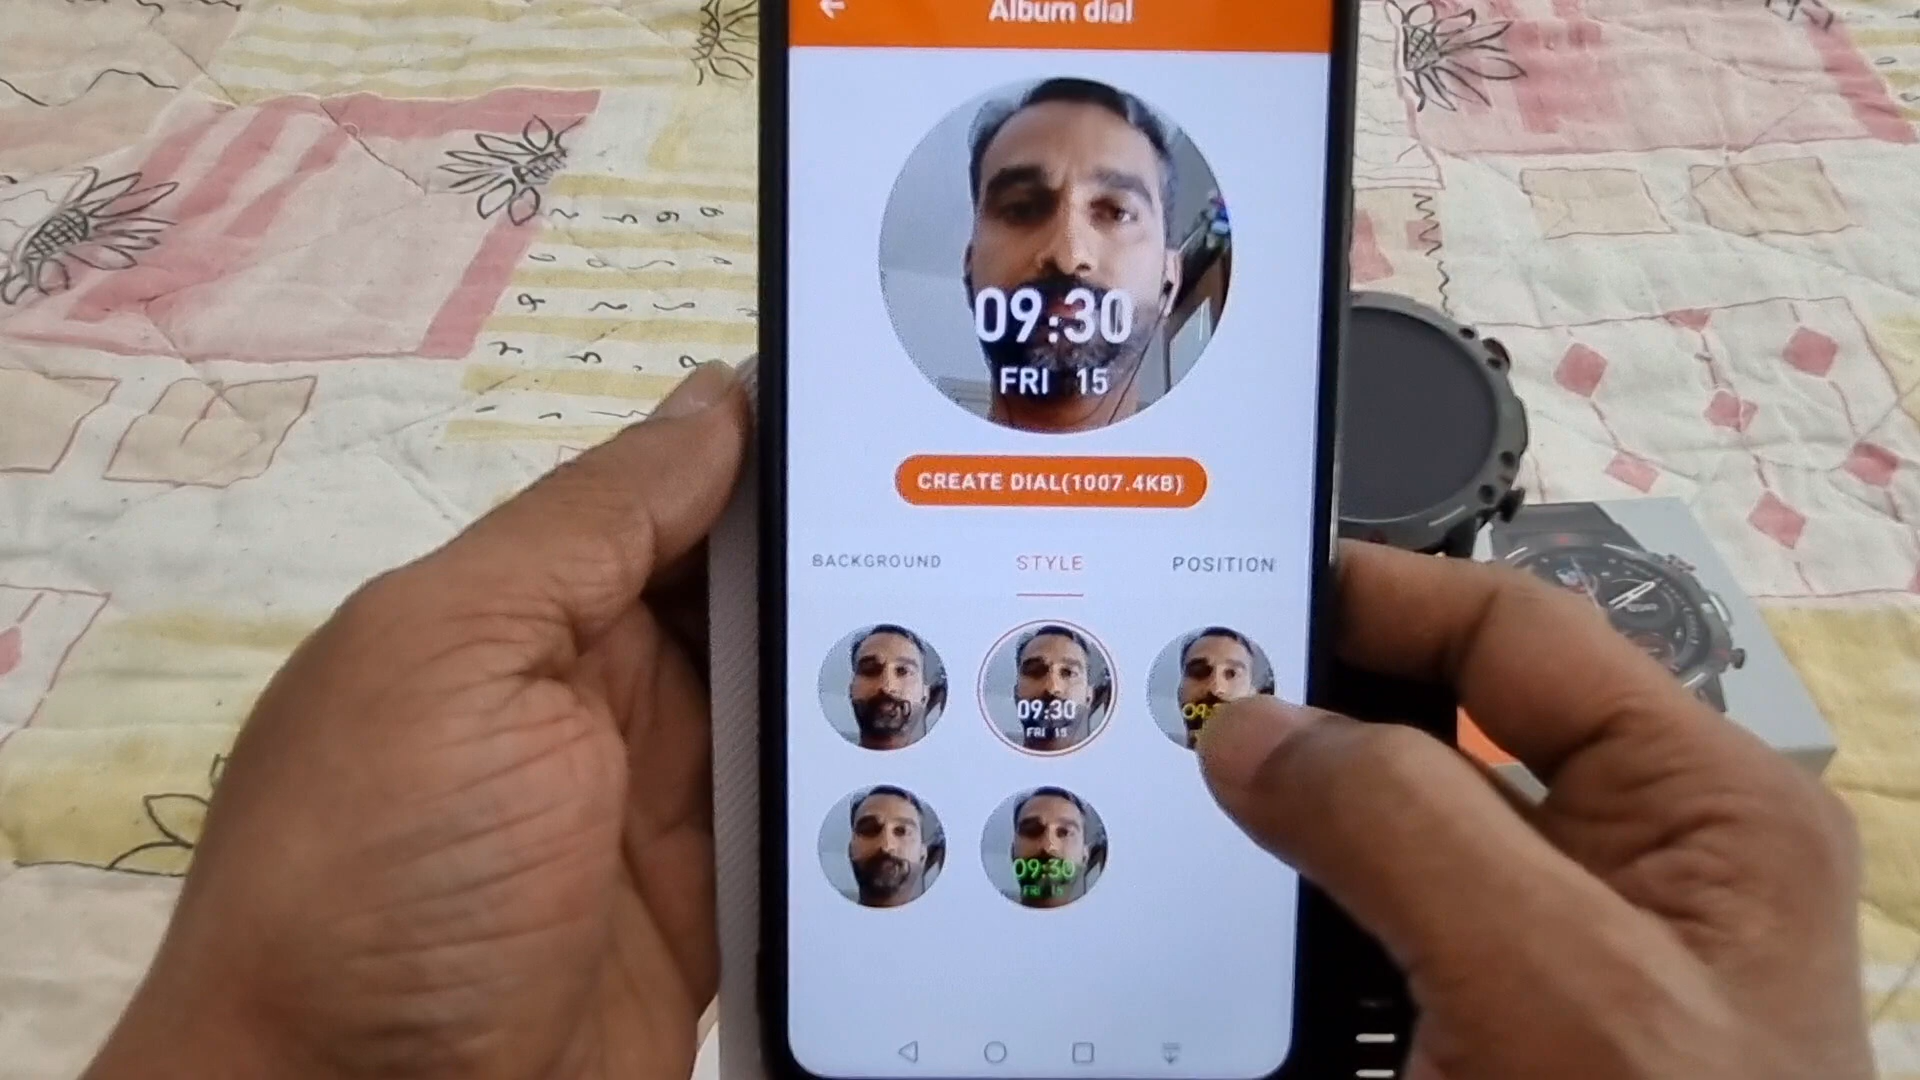 Album dial
09:30
FRI 15
CREATE DIAL(1007.4KB)
BACKGROUND
STYLE
POSITION
09:30
FRI 15
09:30
FRI 15